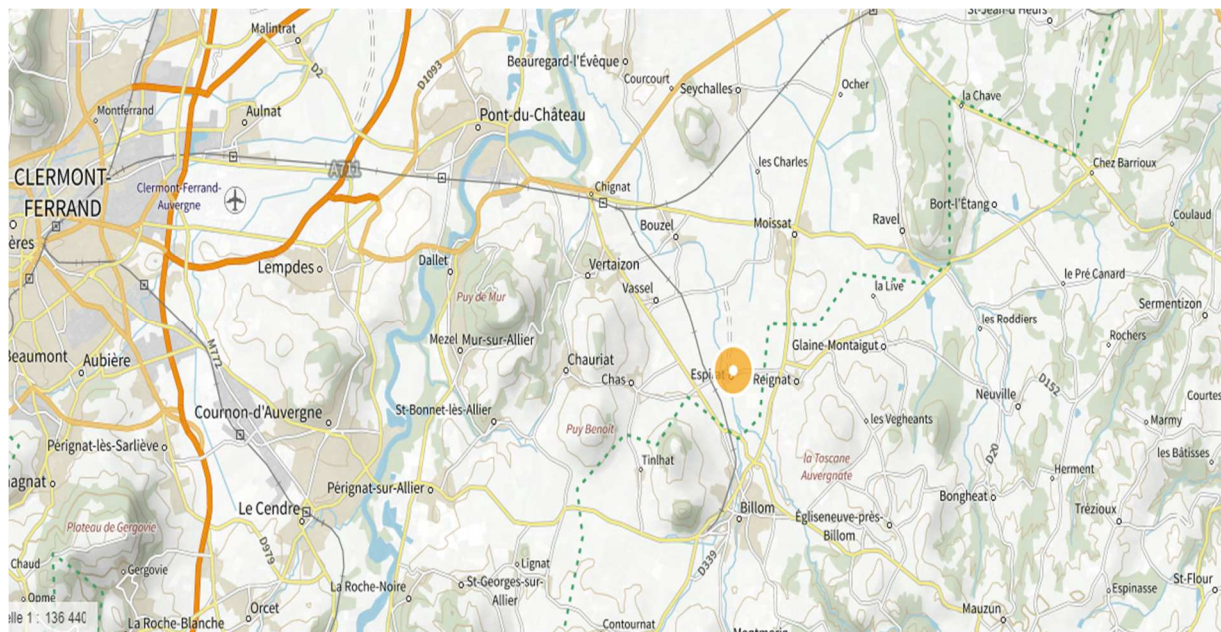 St-Jean-d'Heurs
Malintrat
D2
D1093
Beauregard-l'Évêque
Courcourt
Seychalles
Ocher
la Chave
Montferrand
Aulnat
Pont-du-Château
les Charles
Chez Barrioux
A711
CLERMONT-
FERRAND
Clermont-Ferrand-
Auvergne
Chignat
Bouzel
Moissat
Ravel
Bort-l'Étang
Coulaud
ères
Lempdes
Dallet
Vertaizon
Vassel
la Live
le Pré Canard
Sermentizon
Puy de Mur
les Roddiers
Mezel
Mur-sur-Allier
Glaine-Montaigut
Rochers
Beaumont
Aubière
M772
Chauriat
Chas
Reignat
Neuville
D152
Courtes
Cournon-d'Auvergne
St-Bonnet-lès-Allier
Puy Benoit
les Vegheants
Marmy
Pérignat-lès-Sarliève
Tinlhat
la Toscane
Auvergnate
D20
les Bâtisses
agnat
Pérignat-sur-Allier
Herment
Bongheat
Le Cendre
Billom
Égliseneuve-près-
Billom
Trézioux
Plateau de Gergovie
D979
D339
Chaud
Gergovie
Lignat
La Roche-Noire
St-Georges-sur-
Allier
Espinasse
St-Flour
Opme
elle 1 : 136 440
Orcet
La Roche-Blanche
Contournat
Mauzun